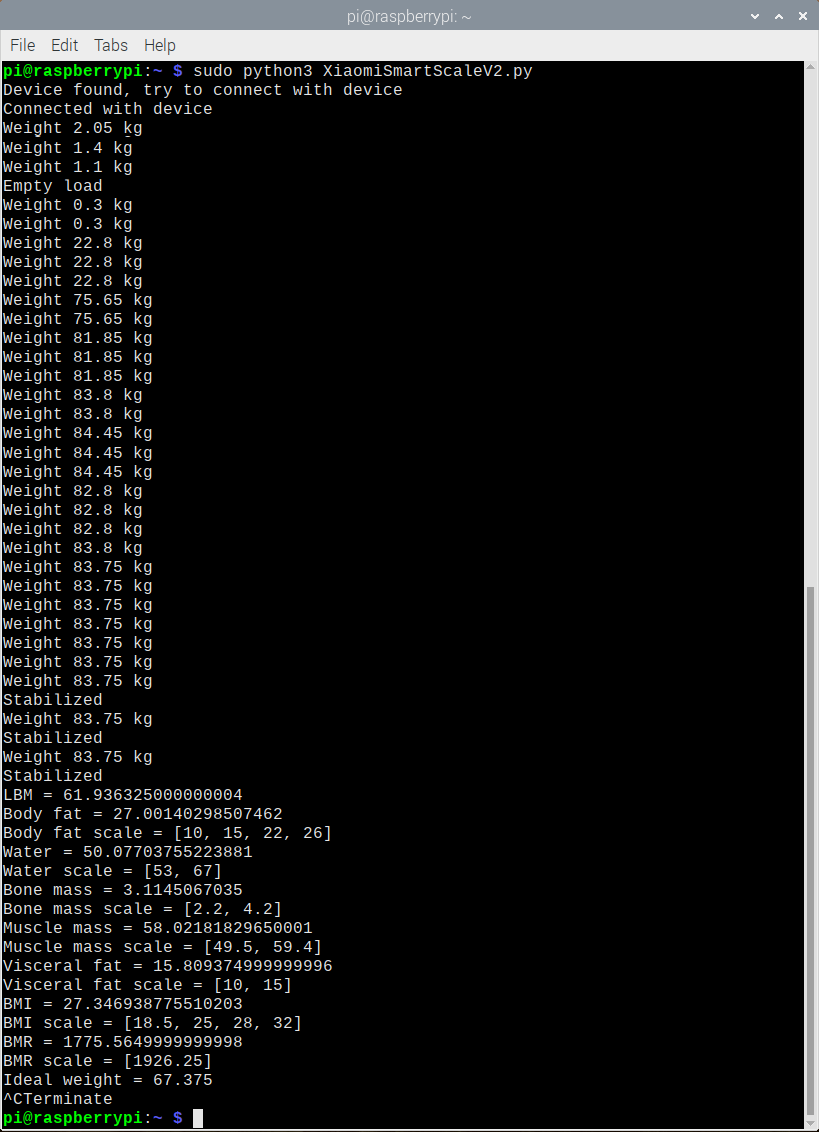 pi@raspberrypi: ~
File Edit Tabs Help
pi@raspberrypi:~ $ sudo python3 XiaomiSmartScaleV2.py
Device found, try to connect with device
Connected with device
Weight 2.05 kg
Weight 1.4 kg
Weight 1.1 kg
Empty load
Weight 0.3 kg
Weight 0.3 kg
Weight 22.8 kg
Weight 22.8 kg
Weight 22.8 kg
Weight 75.65 kg
Weight 75.65 kg
Weight 81.85 kg
Weight 81.85 kg
Weight 81.85 kg
Weight 83.8 kg
Weight 83.8 kg
Weight 84.45 kg
Weight 84.45 kg
Weight 84.45 kg
Weight 82.8 kg
Weight 82.8 kg
Weight 82.8 kg
Weight 83.8 kg
Weight 83.75 kg
Weight 83.75 kg
Weight 83.75 kg
Weight 83.75 kg
Weight 83.75 kg
Weight 83.75 kg
Weight 83.75 kg
Stabilized
Weight 83.75 kg
Stabilized
Weight 83.75 kg
Stabilized
LBM = 61.936325000000004
Body fat = 27.00140298507462
Body fat scale = [10, 15, 22, 26]
Water = 50.07703755223881
Water scale = [53, 67]
Bone mass = 3.1145067035
Bone mass scale = [2.2, 4.2]
Muscle mass = 58.02181829650001
Muscle mass scale = [49.5, 59.4]
Visceral fat = 15.809374999999996
Visceral fat scale = [10, 15]
BMI = 27.346938775510203
BMI scale = [18.5, 25, 28, 32]
BMR = 1775.5649999999998
BMR scale = [1926.25]
Ideal weight = 67.375
^CTerminate
pi@raspberrypi:~ $